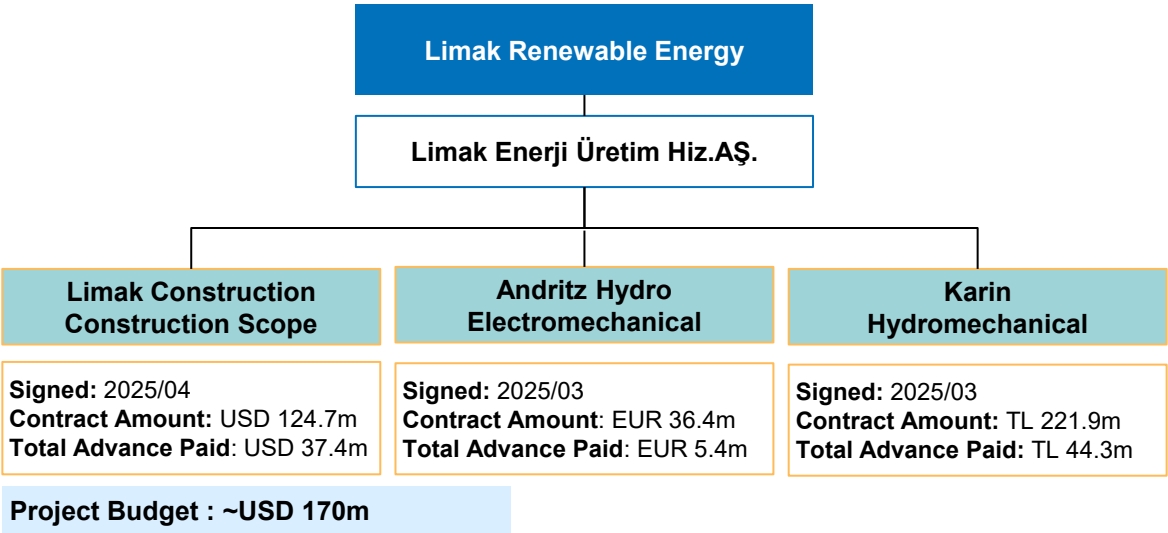 Limak Renewable Energy
Limak Enerji Üretim Hiz.AŞ.
Limak Construction
Construction Scope
Signed: 2025/04
Contract Amount: USD 124.7m
Total Advance Paid: USD 37.4m
Andritz Hydro
Electromechanical
Signed: 2025/03
Contract Amount: EUR 36.4m
Total Advance Paid: EUR 5.4m
Karin
Hydromechanical
Signed: 2025/03
Contract Amount: TL 221.9m
Total Advance Paid: TL 44.3m
Project Budget : ~USD 170m